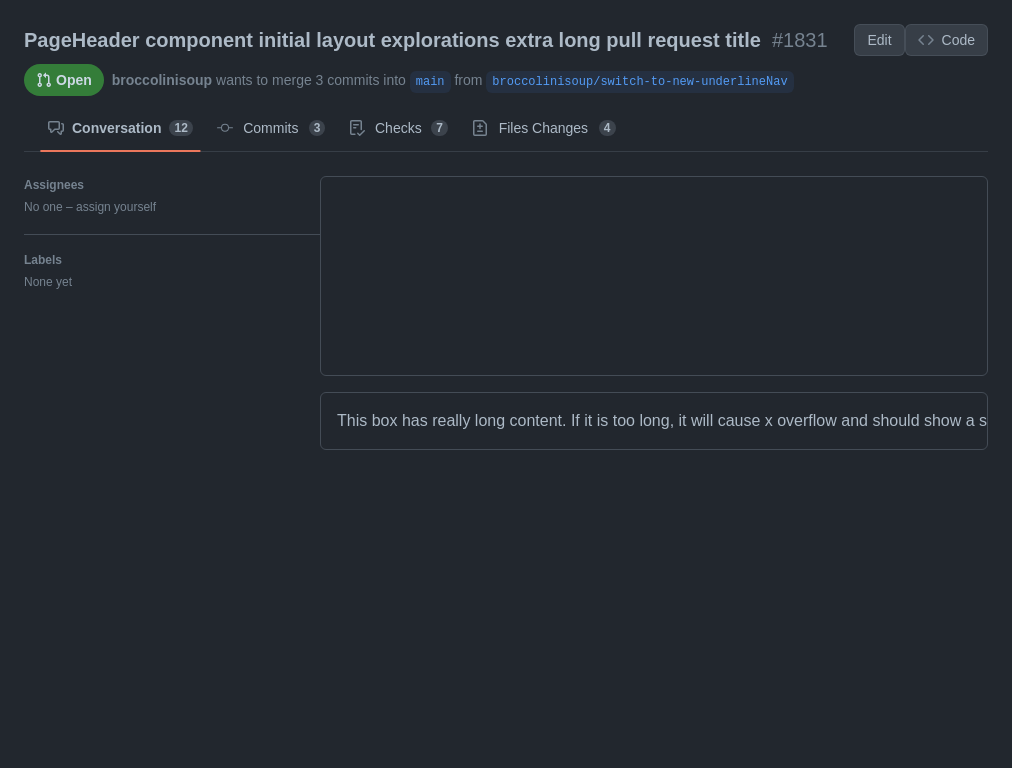 PageHeader component initial layout explorations extra long pull request title #1831
Edit
Code
Open
broccolinisoup wants to merge 3 commits into main from broccolinisoup/switch-to-new-underlineNav
Conversation 12
Commits 3
Checks 7
Files Changes 4
Assignees
No one – assign yourself
Labels
None yet
This box has really long content. If it is too long, it will cause x overflow and should show a s